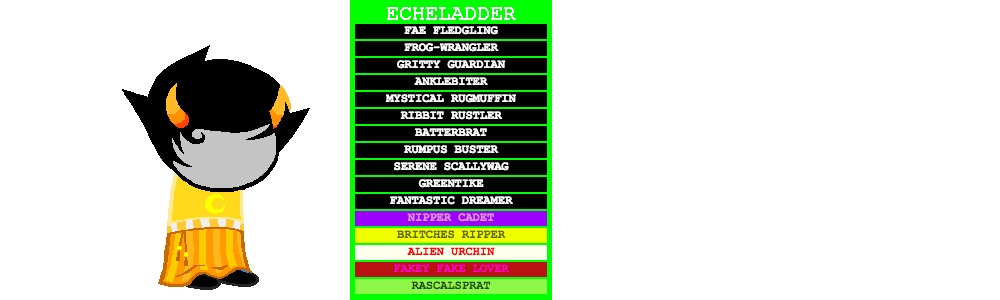 ECHELADDER
FAE FLEDGLING
FROG-WRANGLER
GRITTY GUARDIAN
ANKLEBITER
MYSTICAL RUGMUFFIN
RIBBIT RUSTLER
BATTERBRAT
RUMPUS BUSTER
SERENE SCALLYWAG
GREENTIKE
FANTASTIC DREAMER
NIPPER CADET
BRITCHES RIPPER
ALIEN URCHIN
FAKEY FAKE LOVER
RASCALSPRAT